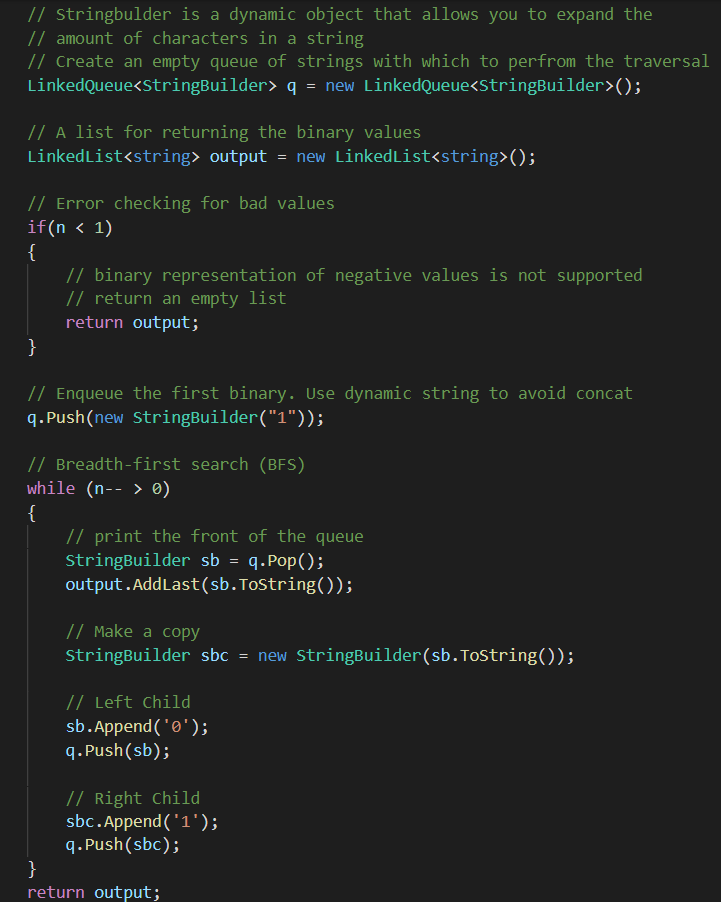 // Stringbulder is a dynamic object that allows you to expand the
// amount of characters in a string
// Create an empty queue of strings with which to perfrom the traversal
LinkedQueue<StringBuilder> q = new LinkedQueue<StringBuilder>();
// A list for returning the binary values
LinkedList<string> output = new LinkedList<string>();
// Error checking for bad values
if(n < 1)
{
// binary representation of negative values is not supported
// return an empty list
return output;
}
// Enqueue the first binary. Use dynamic string to avoid concat
q.Push(new StringBuilder("1"));
// Breadth-first search (BFS)
while (n-- > 0)
{
// print the front of the queue
StringBuilder sb = q.Pop();
output.AddLast(sb.ToString());
// Make a copy
StringBuilder sbc = new StringBuilder(sb.ToString());
// Left Child
sb.Append('0');
q.Push(sb);
// Right Child
sbc.Append('1');
q.Push(sbc);
}
return output;